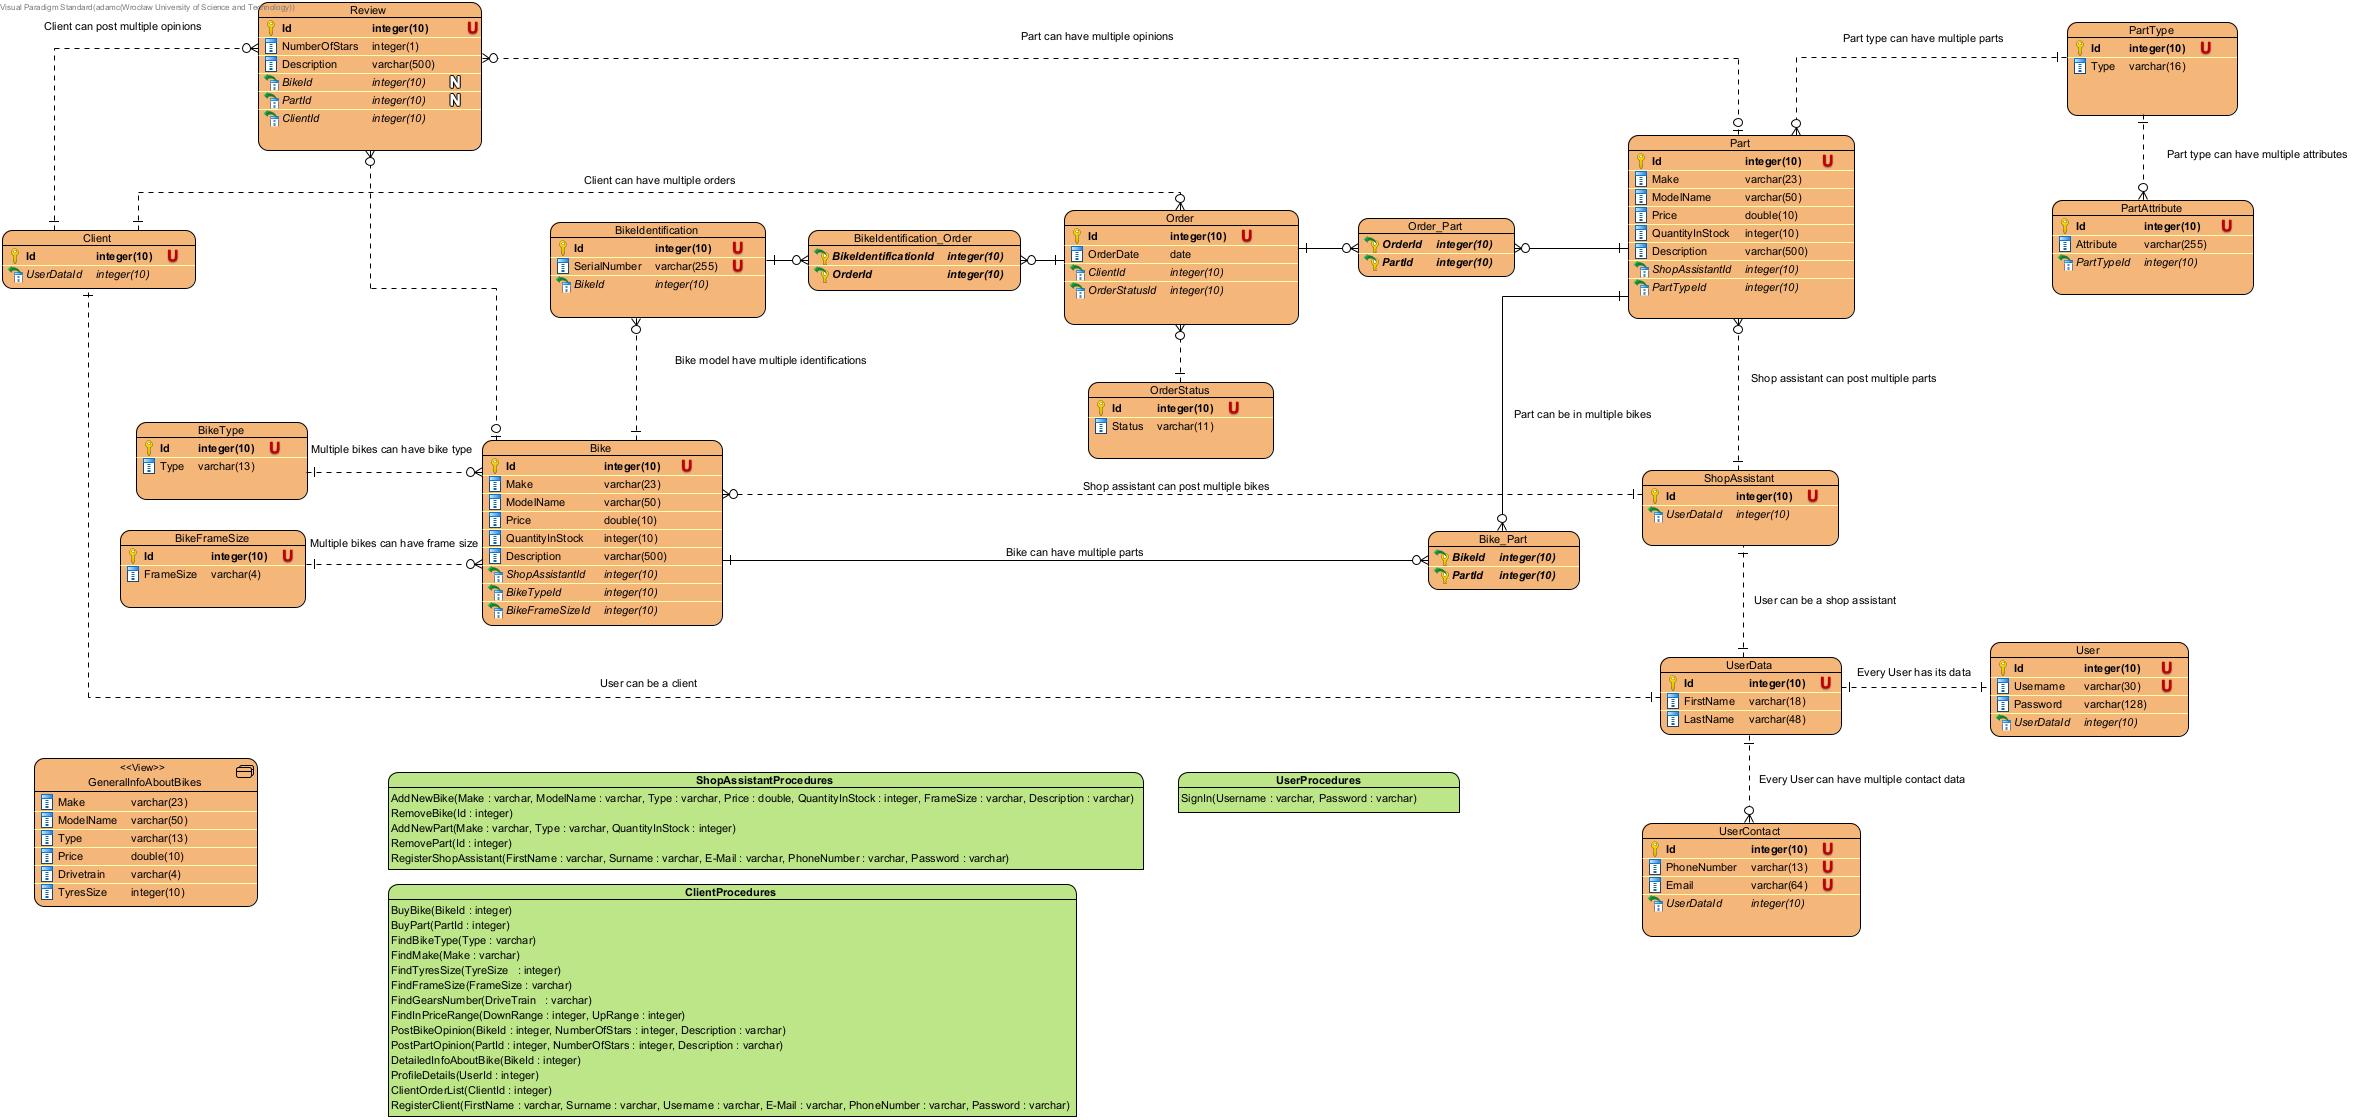 Visual Paradigm Standard(adamc(Wroclaw University of Science and Technology))
Review
Id integer(10) U
NumberOfStars integer(1)
Description varchar(500)
BikeId integer(10) N
PartId integer(10) N
ClientId integer(10)
Client can post multiple opinions
Part can have multiple opinions
Part type can have multiple parts
PartType
Id integer(10) U
Type varchar(16)
Part type can have multiple attributes
PartAttribute
Id integer(10) U
Attribute varchar(255)
PartTypeId integer(10)
Part
Id integer(10) U
Make varchar(23)
ModelName varchar(50)
Price double(10)
QuantityInStock integer(10)
Description varchar(500)
ShopAssistantId integer(10)
PartTypeId integer(10)
Client can have multiple orders
Client
Id integer(10) U
UserDataId integer(10)
BikeIdentification
Id integer(10) U
SerialNumber varchar(255) U
BikeId integer(10)
BikeIdentification_Order
BikeIdentificationId integer(10)
OrderId integer(10)
Order
Id integer(10) U
OrderDate date
ClientId integer(10)
OrderStatusId integer(10)
Order_Part
OrderId integer(10)
PartId integer(10)
Bike model have multiple identifications
OrderStatus
Id integer(10) U
Status varchar(11)
Shop assistant can post multiple parts
Part can be in multiple bikes
BikeType
Id integer(10) U
Type varchar(13)
Multiple bikes can have bike type
BikeFrameSize
Id integer(10) U
FrameSize varchar(4)
Multiple bikes can have frame size
Bike
Id integer(10) U
Make varchar(23)
ModelName varchar(50)
Price double(10)
QuantityInStock integer(10)
Description varchar(500)
ShopAssistantId integer(10)
BikeTypeId integer(10)
BikeFrameSizeId integer(10)
Shop assistant can post multiple bikes
ShopAssistant
Id integer(10) U
UserDataId integer(10)
Bike can have multiple parts
Bike_Part
BikeId integer(10)
PartId integer(10)
User can be a shop assistant
User can be a client
UserData
Id integer(10) U
FirstName varchar(18)
LastName varchar(48)
Every User has its data
User
Id integer(10) U
Username varchar(30) U
Password varchar(128)
UserDataId integer(10)
Every User can have multiple contact data
UserContact
Id integer(10) U
PhoneNumber varchar(13) U
Email varchar(64) U
UserDataId integer(10)
<<View>>
GeneralInfoAboutBikes
Make varchar(23)
ModelName varchar(50)
Type varchar(13)
Price double(10)
Drivetrain varchar(4)
TyresSize integer(10)
ShopAssistantProcedures
AddNewBike(Make : varchar, ModelName : varchar, Type : varchar, Price : double, QuantityInStock : integer, FrameSize : varchar, Description : varchar)
RemoveBike(Id : integer)
AddNewPart(Make : varchar, Type : varchar, QuantityInStock : integer)
RemovePart(Id : integer)
RegisterShopAssistant(FirstName : varchar, Surname : varchar, E-Mail : varchar, PhoneNumber : varchar, Password : varchar)
UserProcedures
SignIn(Username : varchar, Password : varchar)
ClientProcedures
BuyBike(BikeId : integer)
BuyPart(PartId : integer)
FindBikeType(Type : varchar)
FindMake(Make : varchar)
FindTyresSize(TyreSize : integer)
FindFrameSize(FrameSize : varchar)
FindGearsNumber(DriveTrain : varchar)
FindInPriceRange(DownRange : integer, UpRange : integer)
PostBikeOpinion(BikeId : integer, NumberOfStars : integer, Description : varchar)
PostPartOpinion(PartId : integer, NumberOfStars : integer, Description : varchar)
DetailedInfoAboutBike(BikeId : integer)
ProfileDetails(UserId : integer)
ClientOrderList(ClientId : integer)
RegisterClient(FirstName : varchar, Surname : varchar, Username : varchar, E-Mail : varchar, PhoneNumber : varchar, Password : varchar)